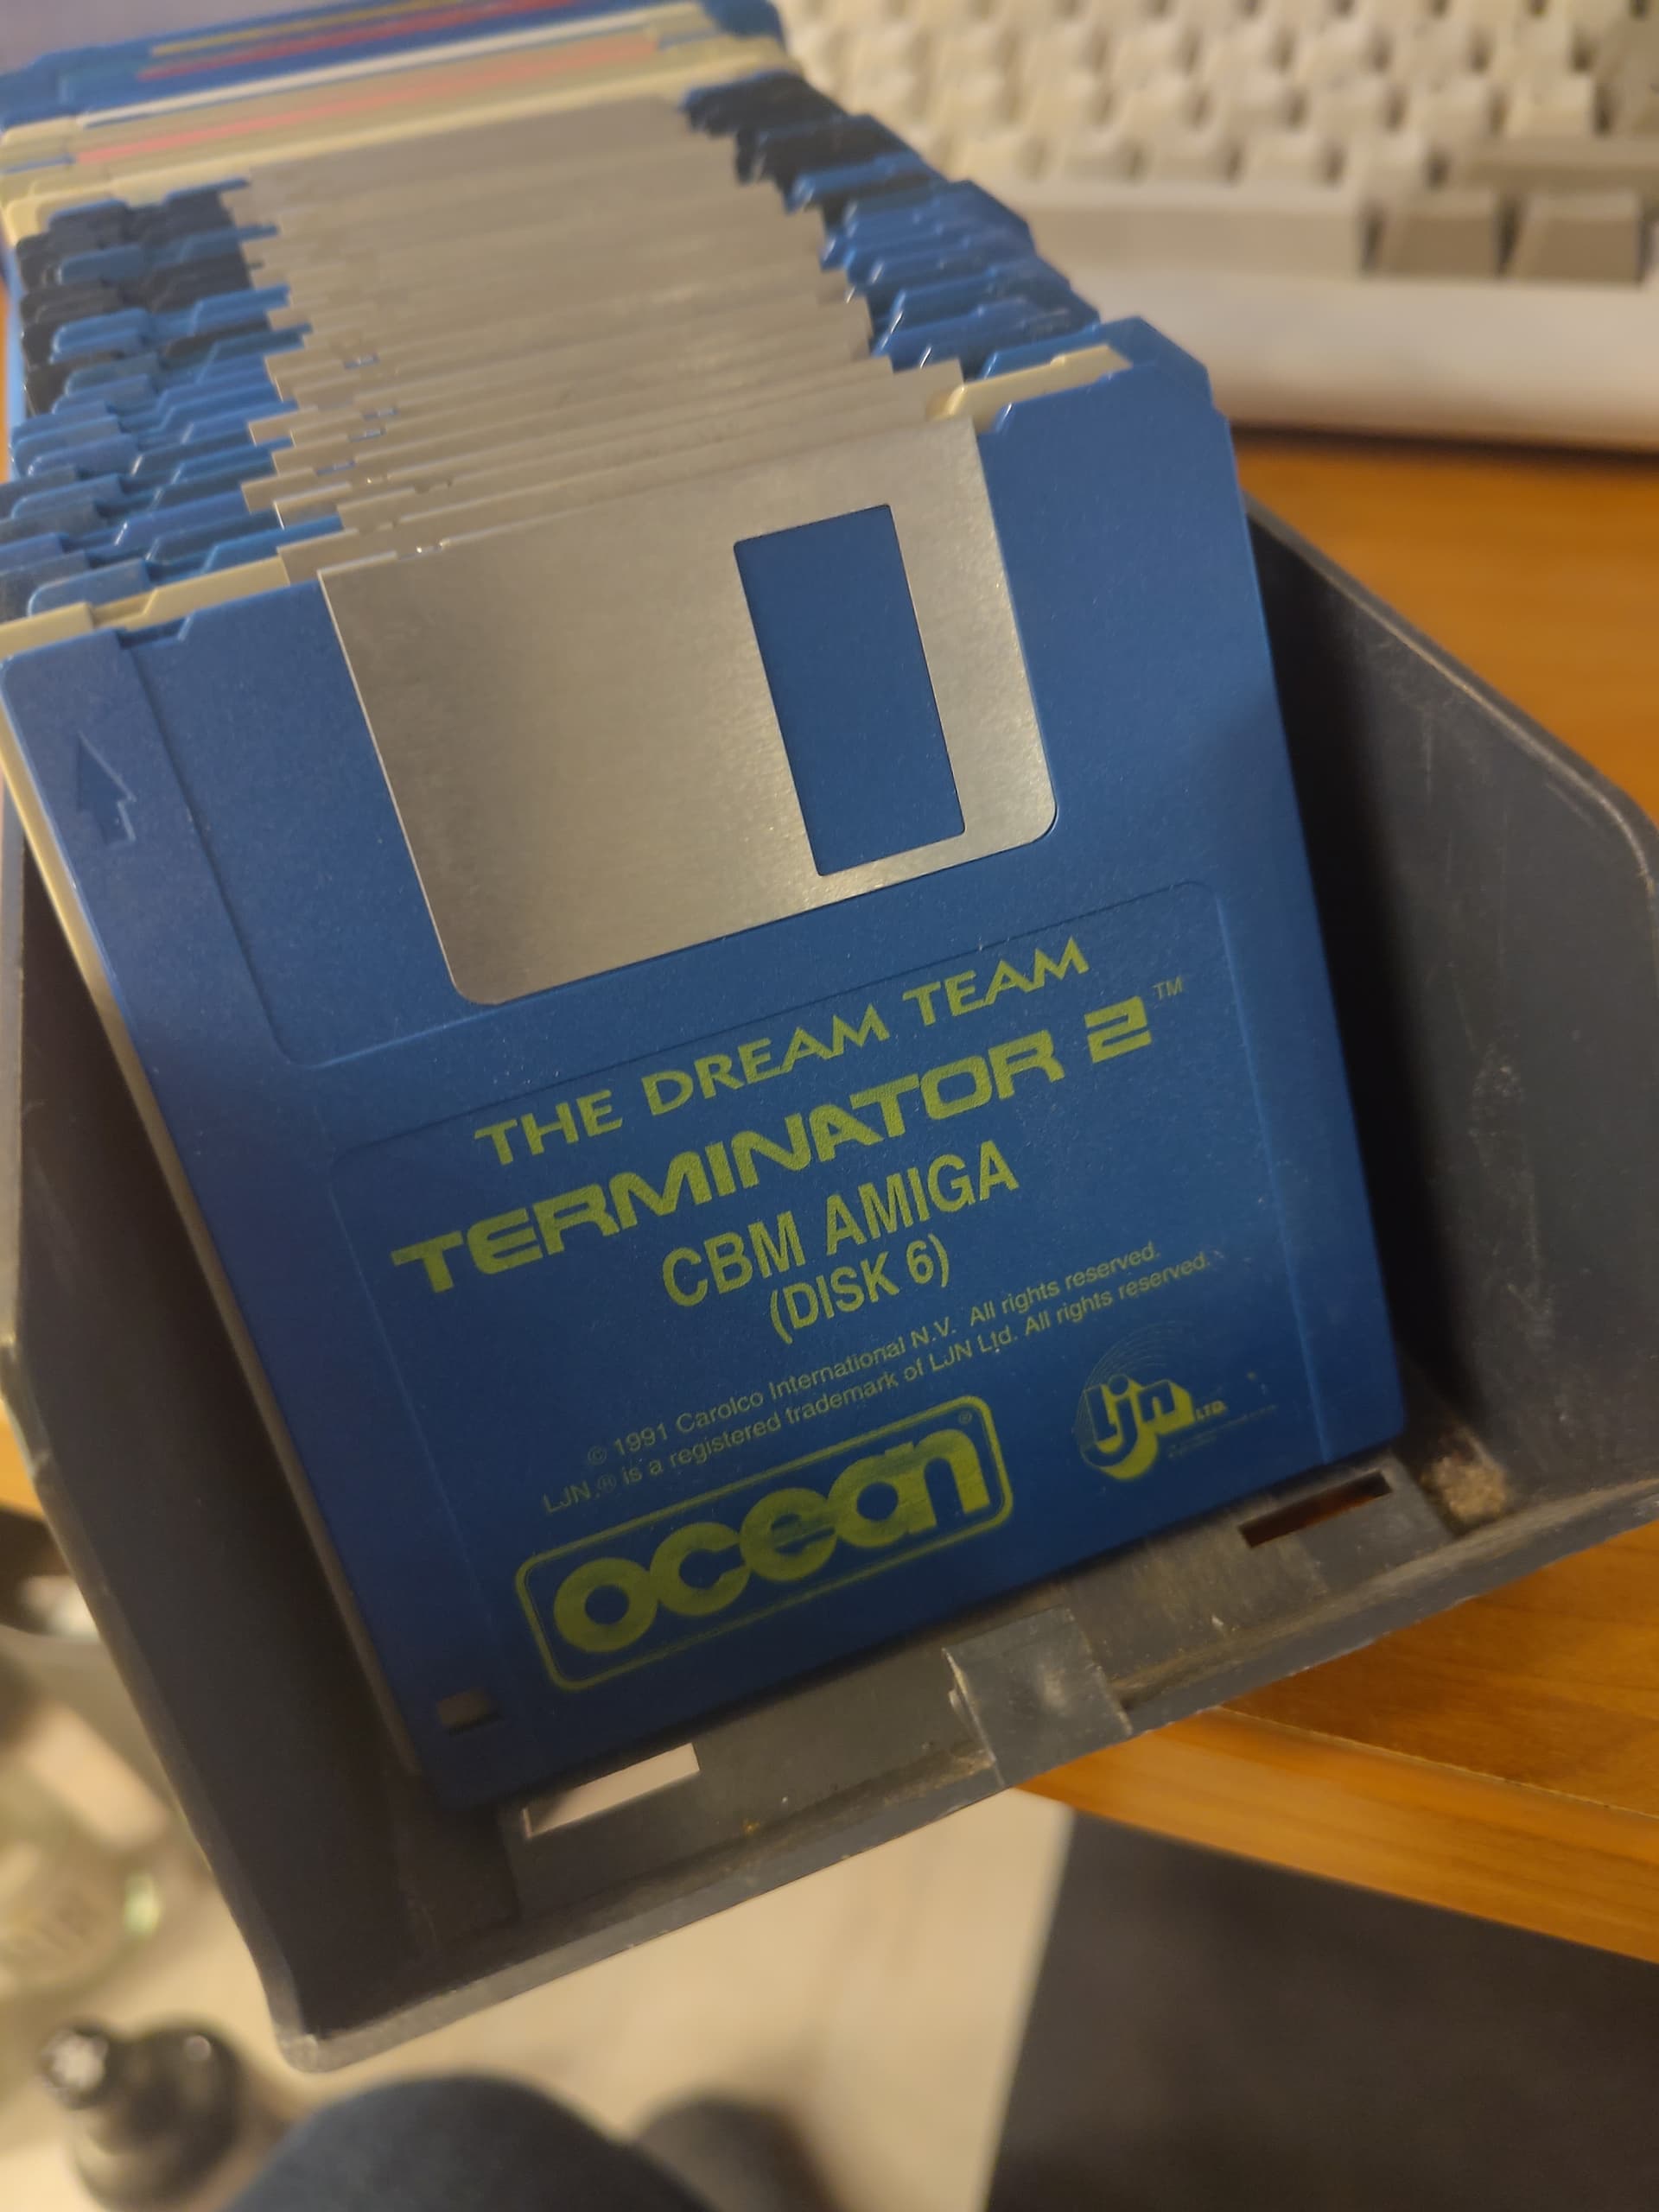 THE DREAM TEAM
TERMINATOR 2™
CBM AMIGA
(DISK 6)
© 1991 Carolco International N.V. All rights reserved.
LJN.® is a registered trademark of LJN Ltd. All rights reserved.
ocean®
LJN LTD.